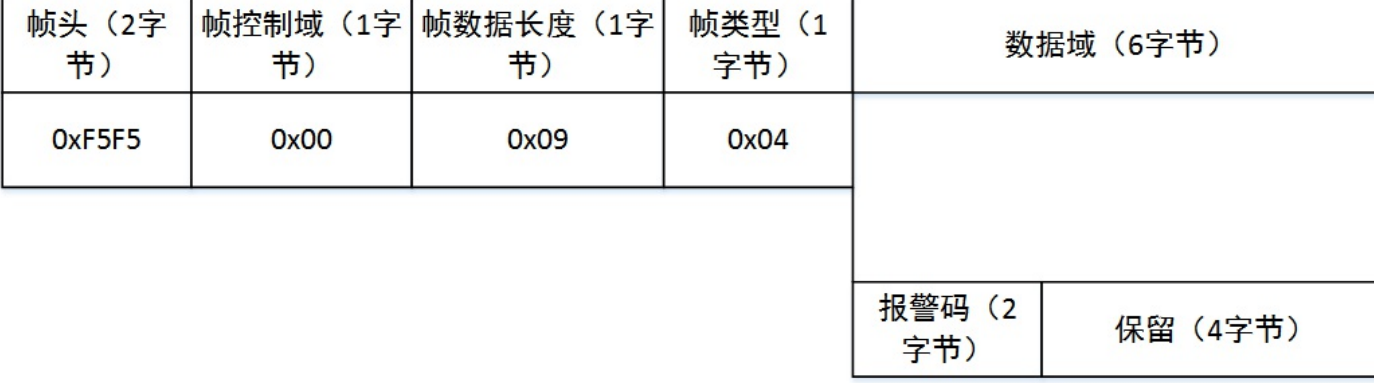 帧头（2字
节）
帧控制域（1字
节）
帧数据长度（1字
节）
帧类型（1
字节）
数据域（6字节）
0xF5F5
0x00
0x09
0x04
报警码（2
字节）
保留（4字节）